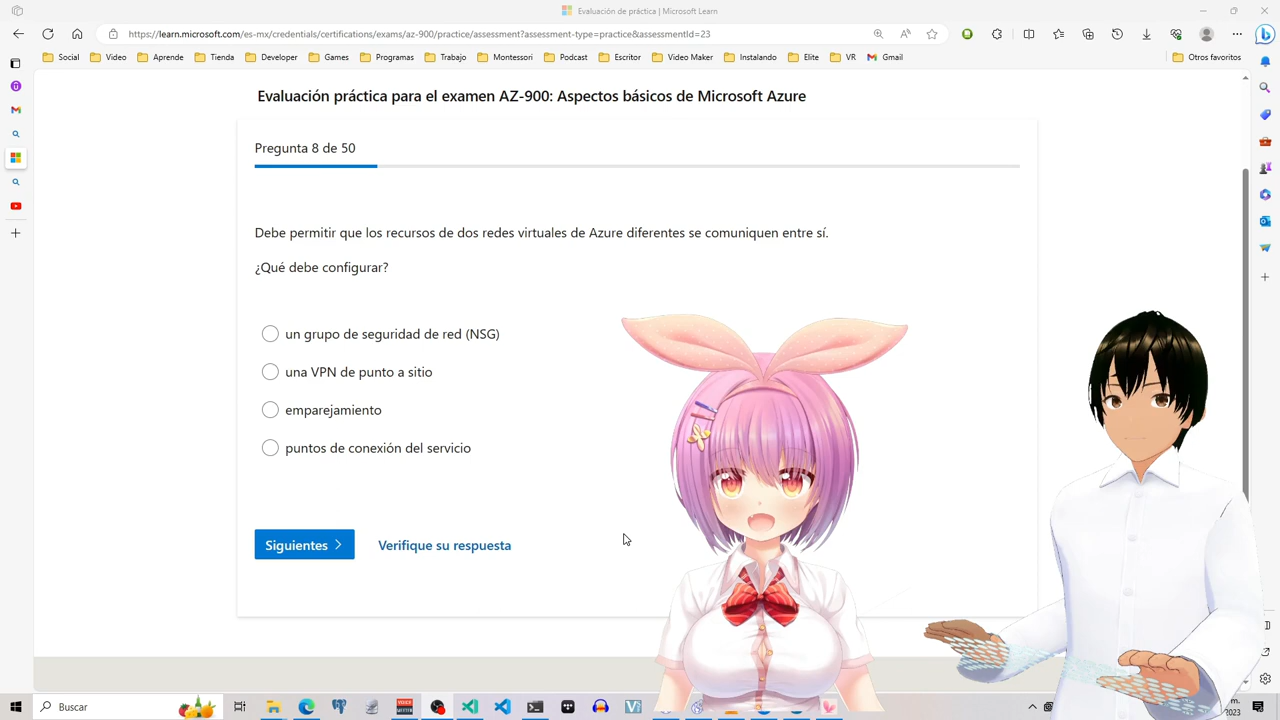 Evaluación de práctica | Microsoft Learn
https://learn.microsoft.com/es-mx/credentials/certifications/exams/az-900/practice/assessment?assessment-type=practice&assessmentId=23
Social Video Aprende Tienda Developer Games Programas Trabajo Montessori Podcast Escritor Video Maker Instalando Elite VR Gmail Otros favoritos
Evaluación práctica para el examen AZ-900: Aspectos básicos de Microsoft Azure
Pregunta 8 de 50
Debe permitir que los recursos de dos redes virtuales de Azure diferentes se comuniquen entre sí.
¿Qué debe configurar?
un grupo de seguridad de red (NSG)
una VPN de punto a sitio
emparejamiento
puntos de conexión del servicio
Siguientes
Verifique su respuesta
Buscar
2023